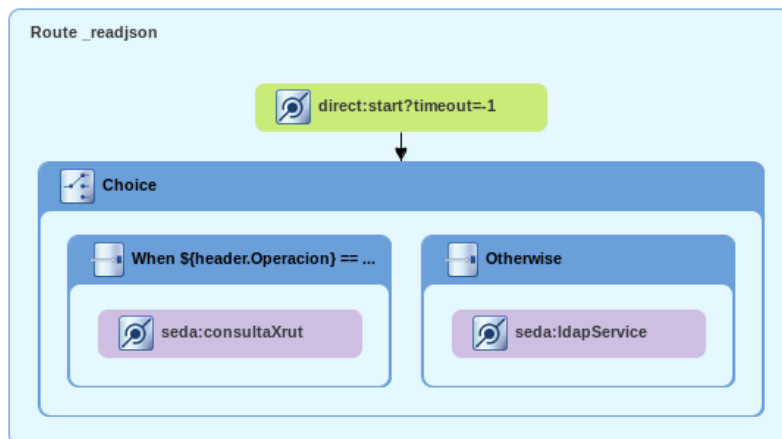 Route _readjson
direct:start?timeout=-1
Choice
When ${header.Operacion} == ...
Otherwise
seda:consultaXrut
seda:ldapService